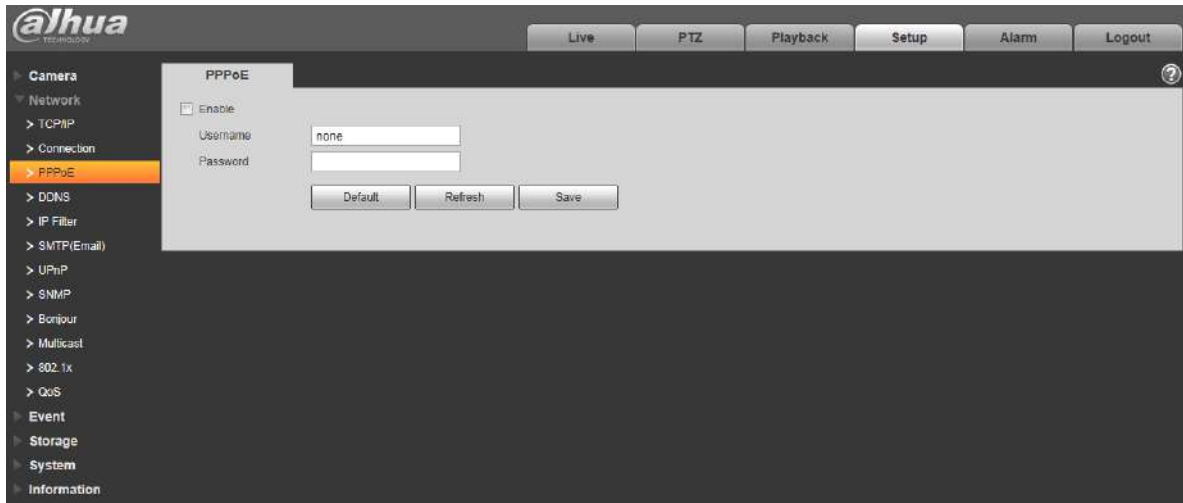 alhua
TECHNOLOGY
Live PTZ Playback Setup Alarm Logout
Camera
Network
> TCP/IP
> Connection
> PPPoE
> DDNS
> IP Filter
> SMTP(Email)
> UPnP
> SNMP
> Bonjour
> Multicast
> 802.1x
> QoS
Event
Storage
System
Information
PPPoE
?
Enable
Username none
Password
Default Refresh Save